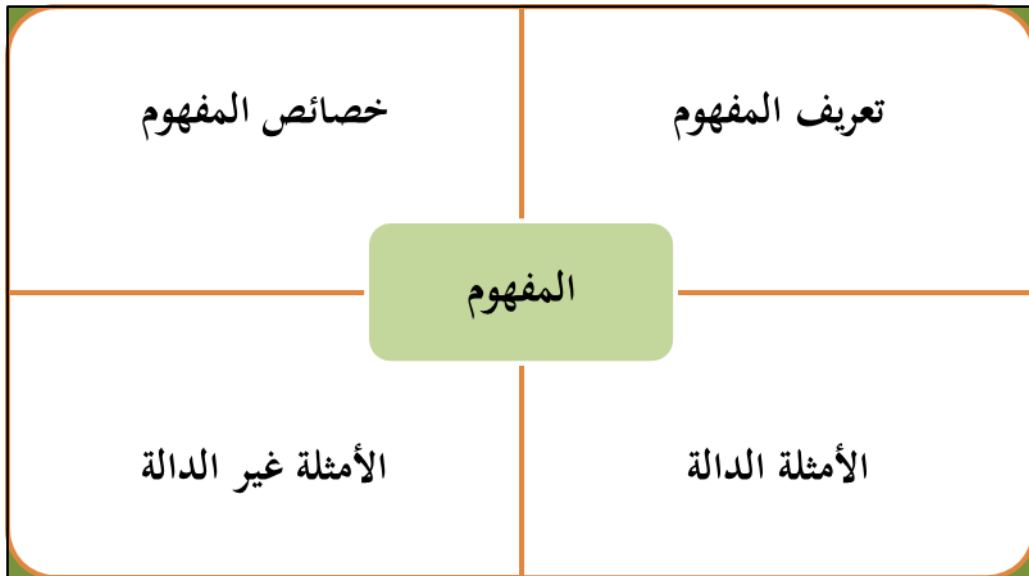 تعريف المفهوم
خصائص المفهوم
المفهوم
الأمثلة الدالة
الأمثلة غير الدالة